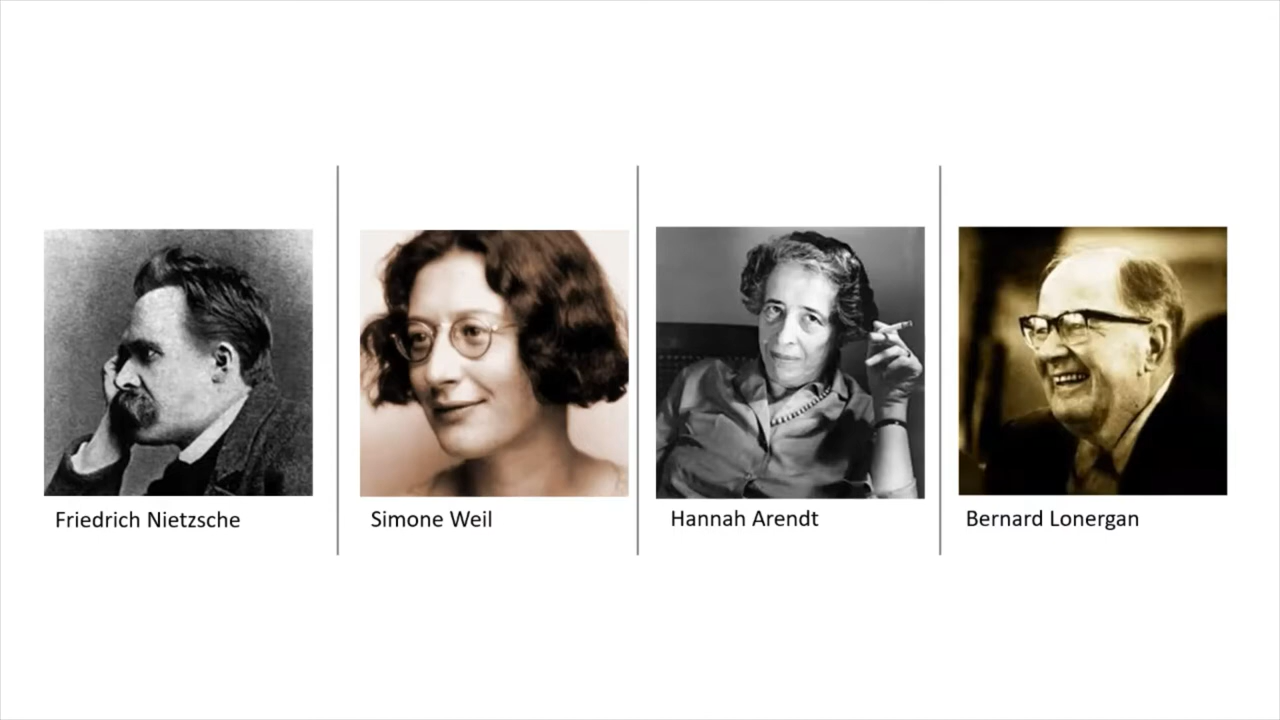 Friedrich Nietzsche
Simone Weil
Hannah Arendt
Bernard Lonergan